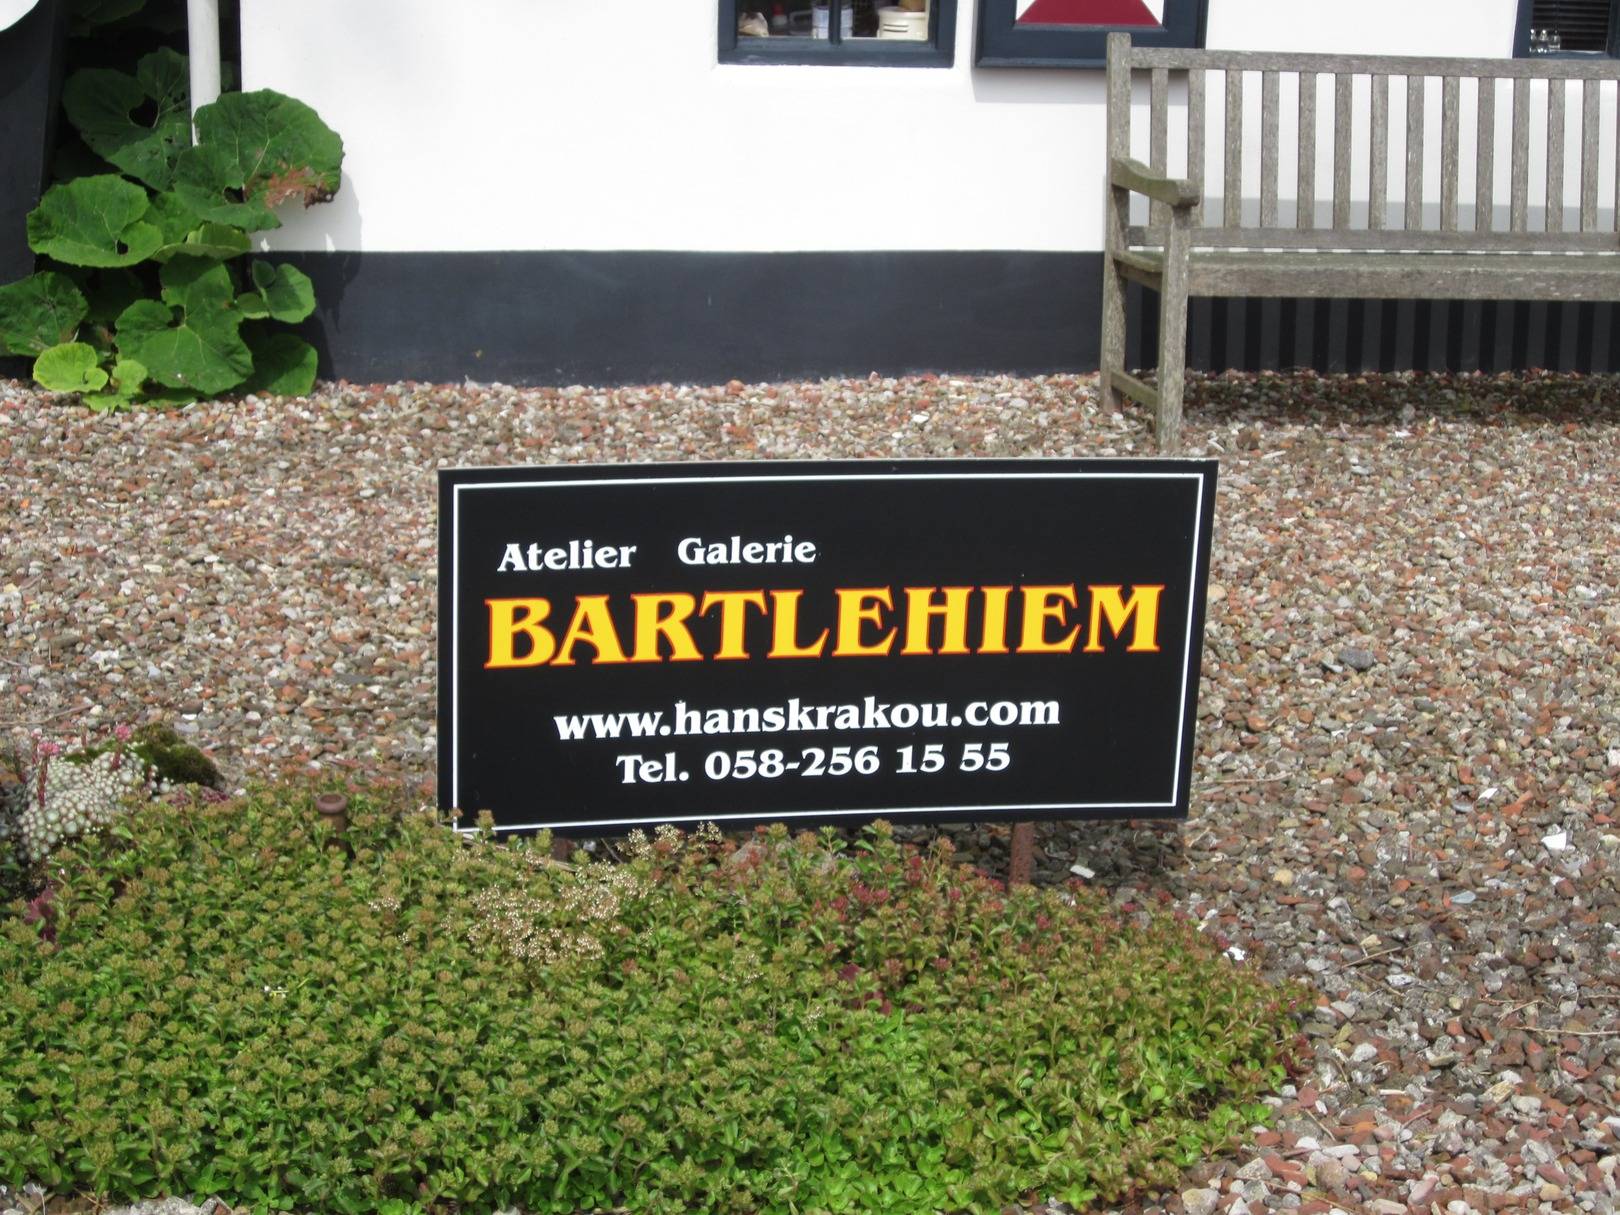 Atelier Galerie
BARTLEHIEM
www.hanskrakou.com
Tel. 058-256 15 55